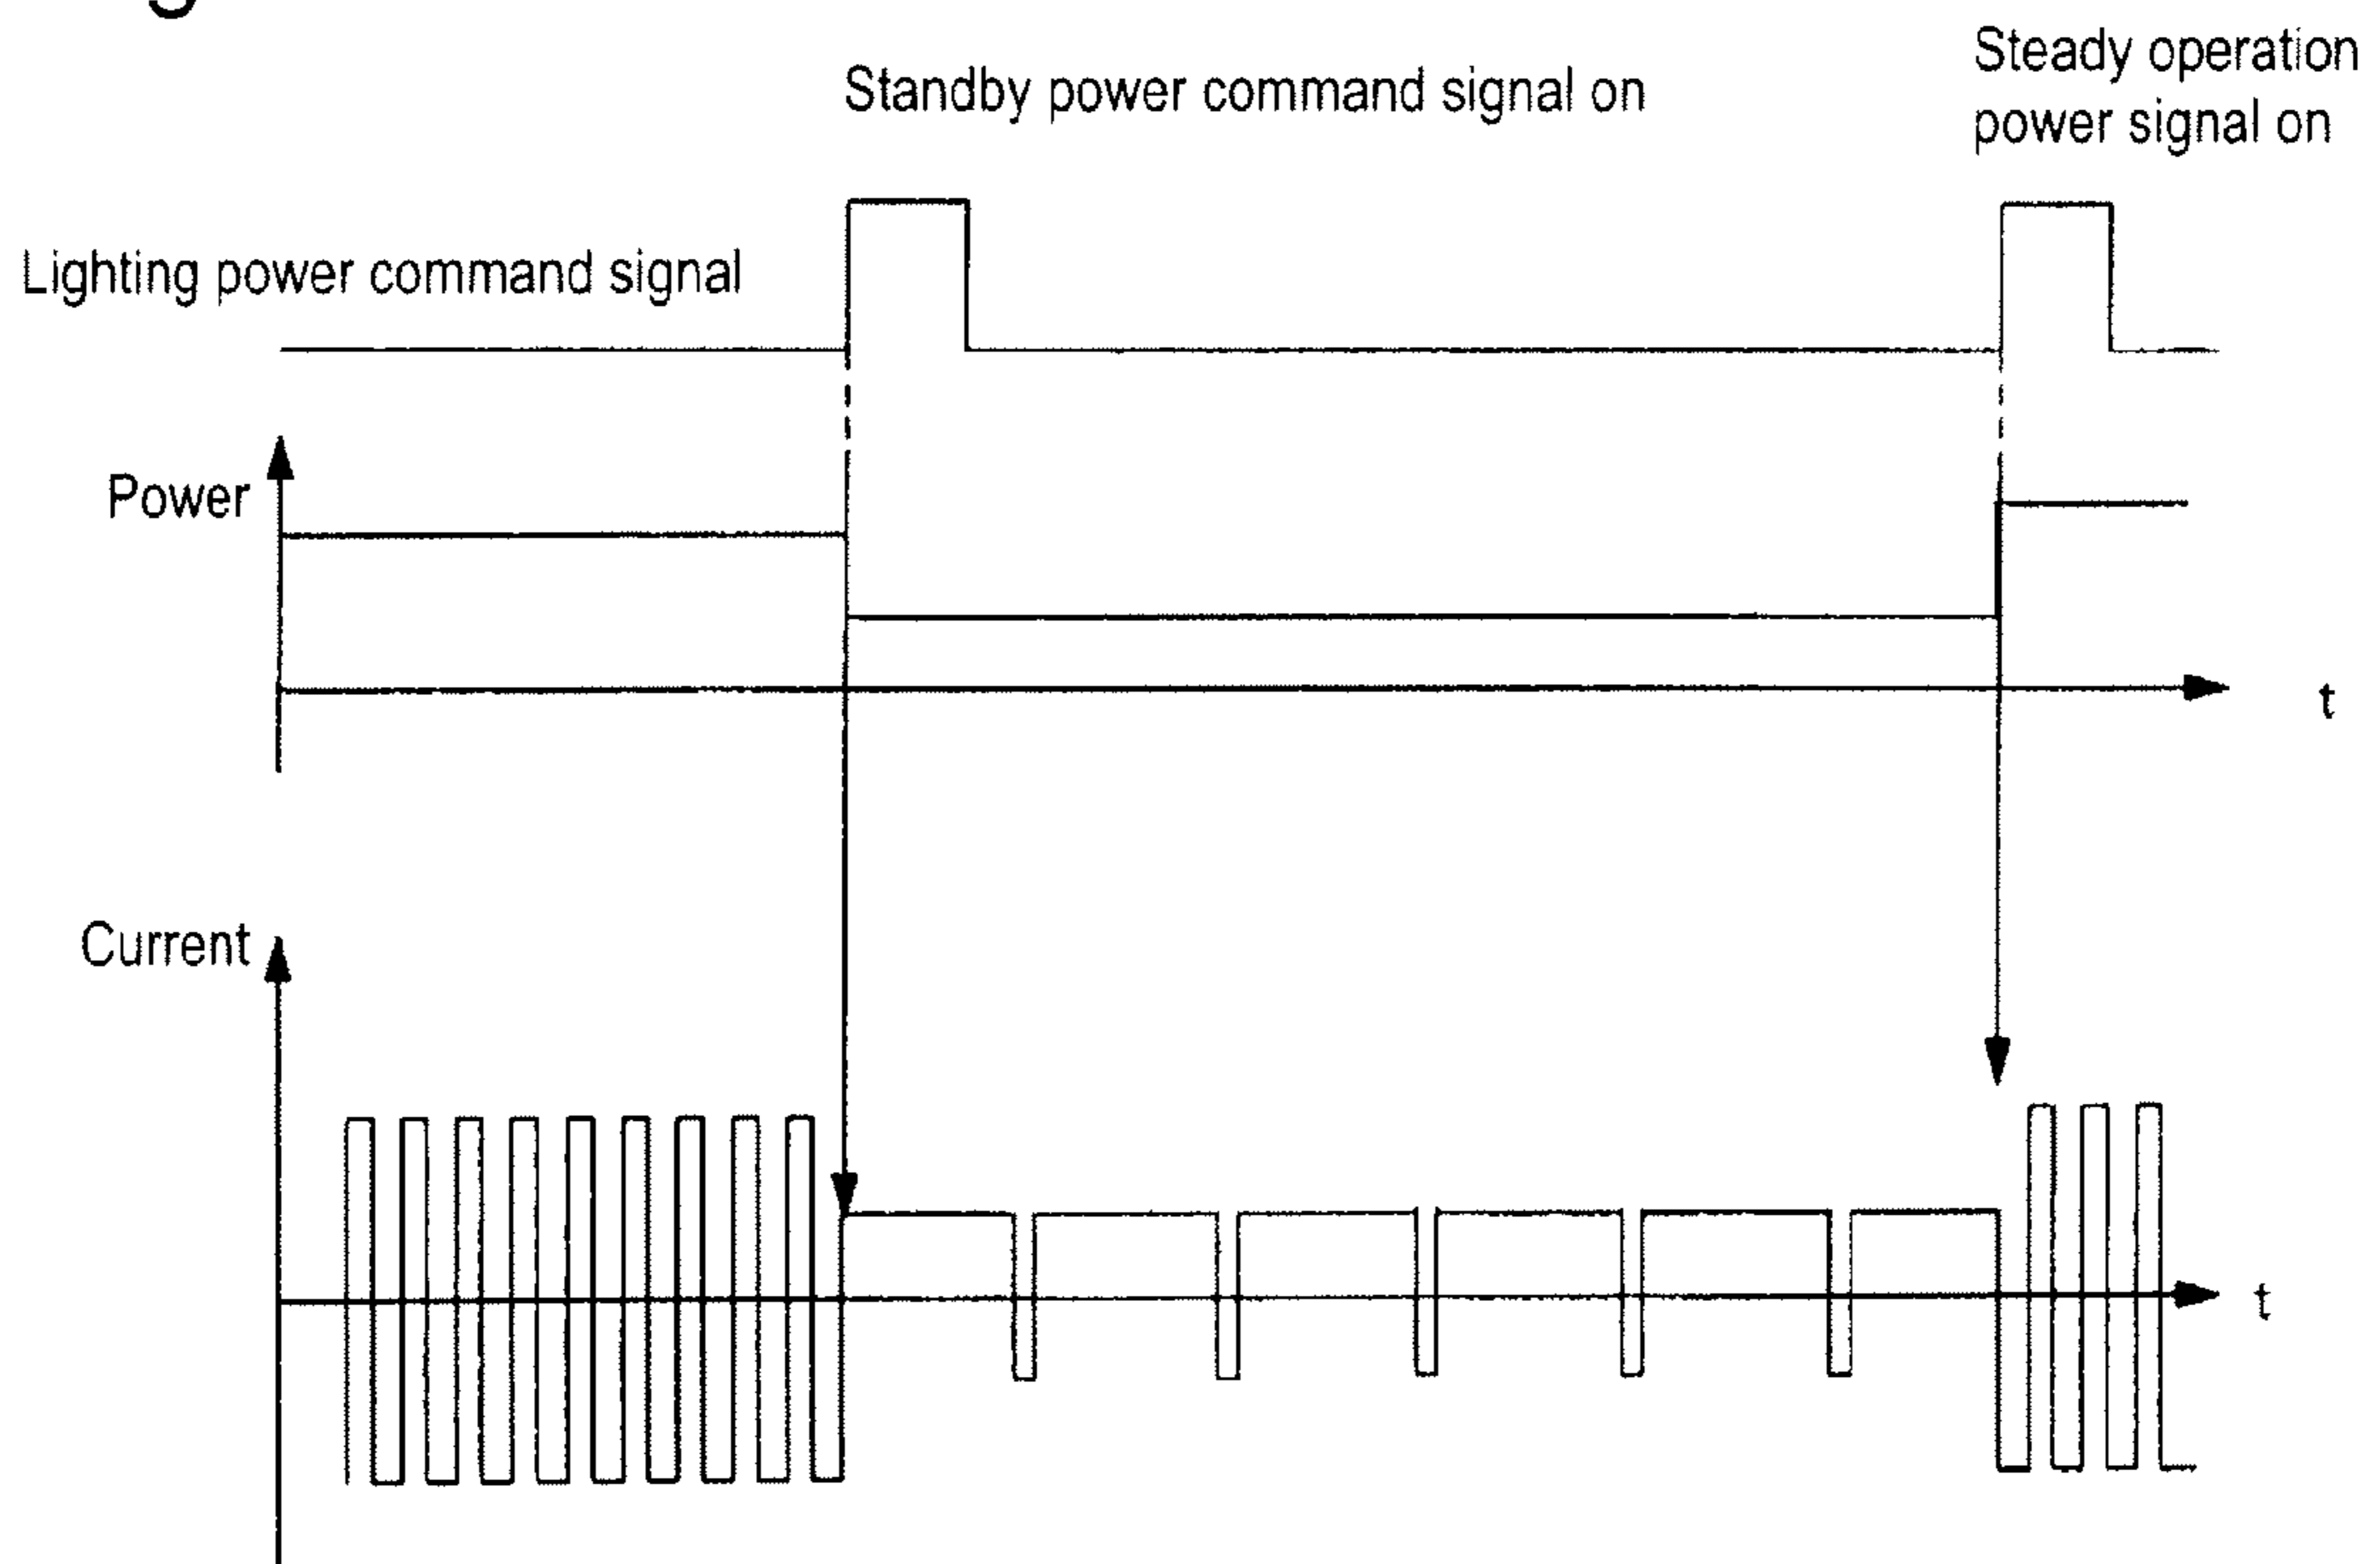 Steady operation
power signal on
Standby power command signal on
Lighting power command signal
Power
t
Current
t